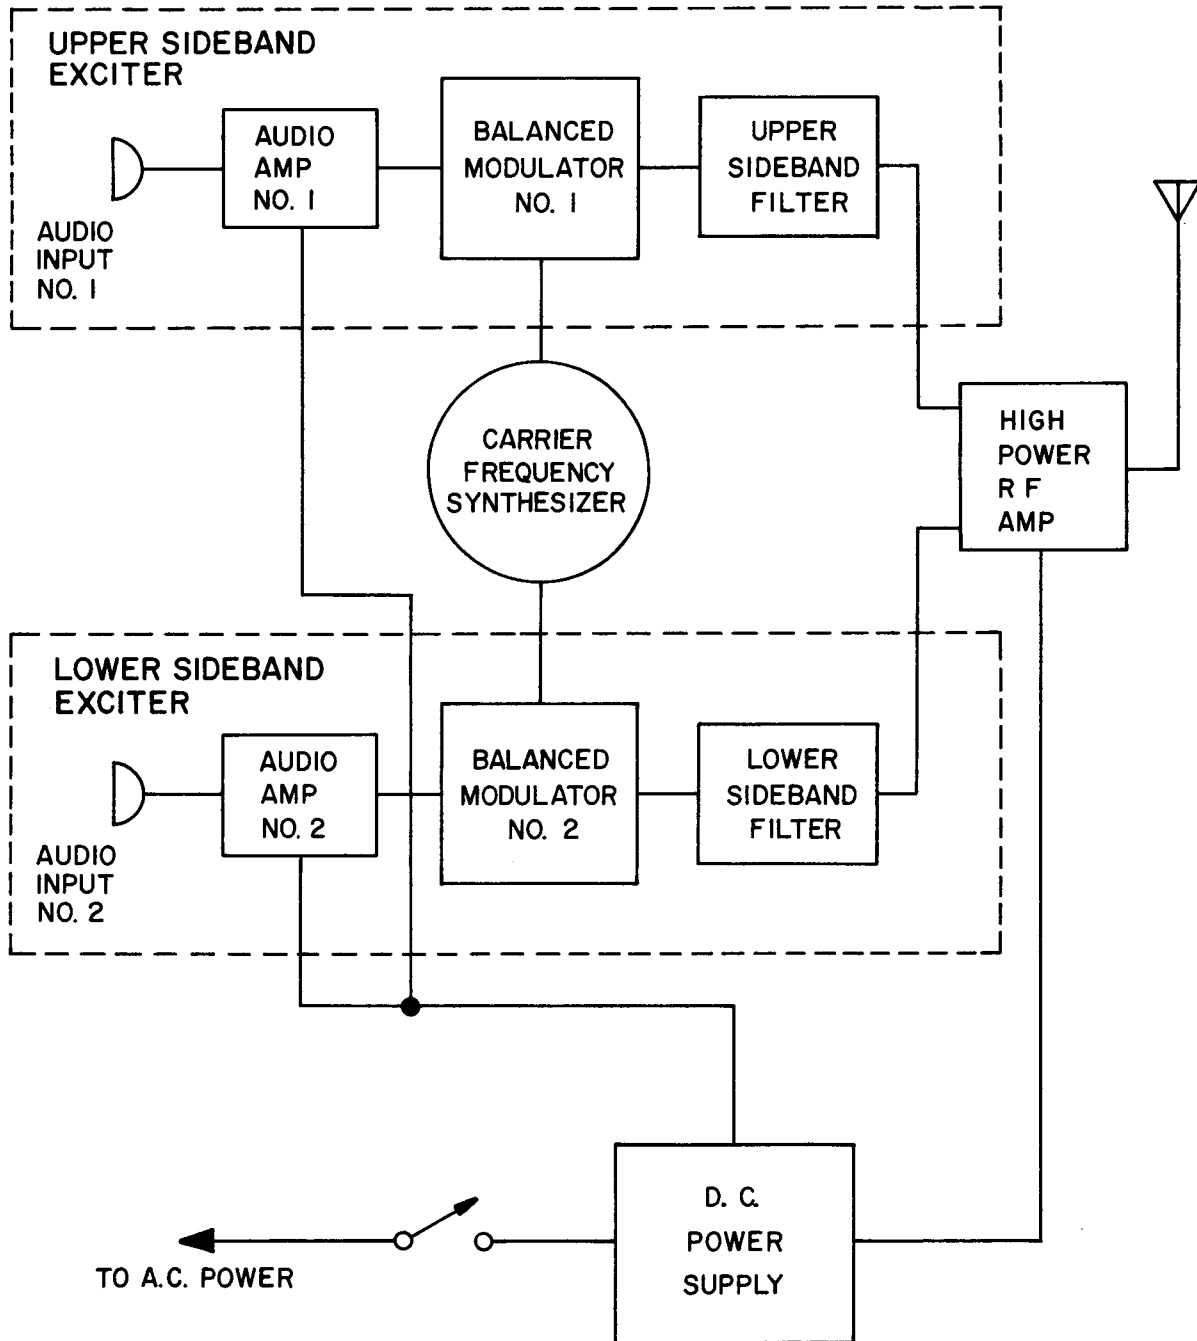 UPPER SIDEBAND
EXCITER
AUDIO
AMP
NO. 1
BALANCED
MODULATOR
NO. 1
UPPER
SIDEBAND
FILTER
AUDIO
INPUT
NO. 1
CARRIER
FREQUENCY
SYNTHESIZER
HIGH
POWER
R F
AMP
LOWER SIDEBAND
EXCITER
AUDIO
AMP
NO. 2
BALANCED
MODULATOR
NO. 2
LOWER
SIDEBAND
FILTER
AUDIO
INPUT
NO. 2
D. C.
POWER
SUPPLY
TO A.C. POWER